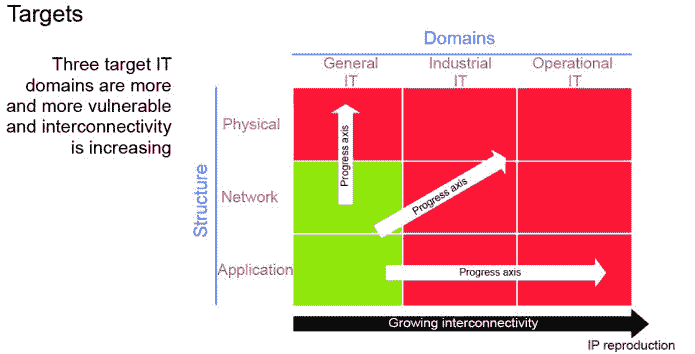 Targets
Three target IT
domains are more
and more vulnerable
and interconnectivity
is increasing
Domains
General
IT
Industrial
IT
Operational
IT
Structure
Physical
Network
Application
Progress axis
Progress axis
Progress axis
Growing interconnectivity
IP reproduction